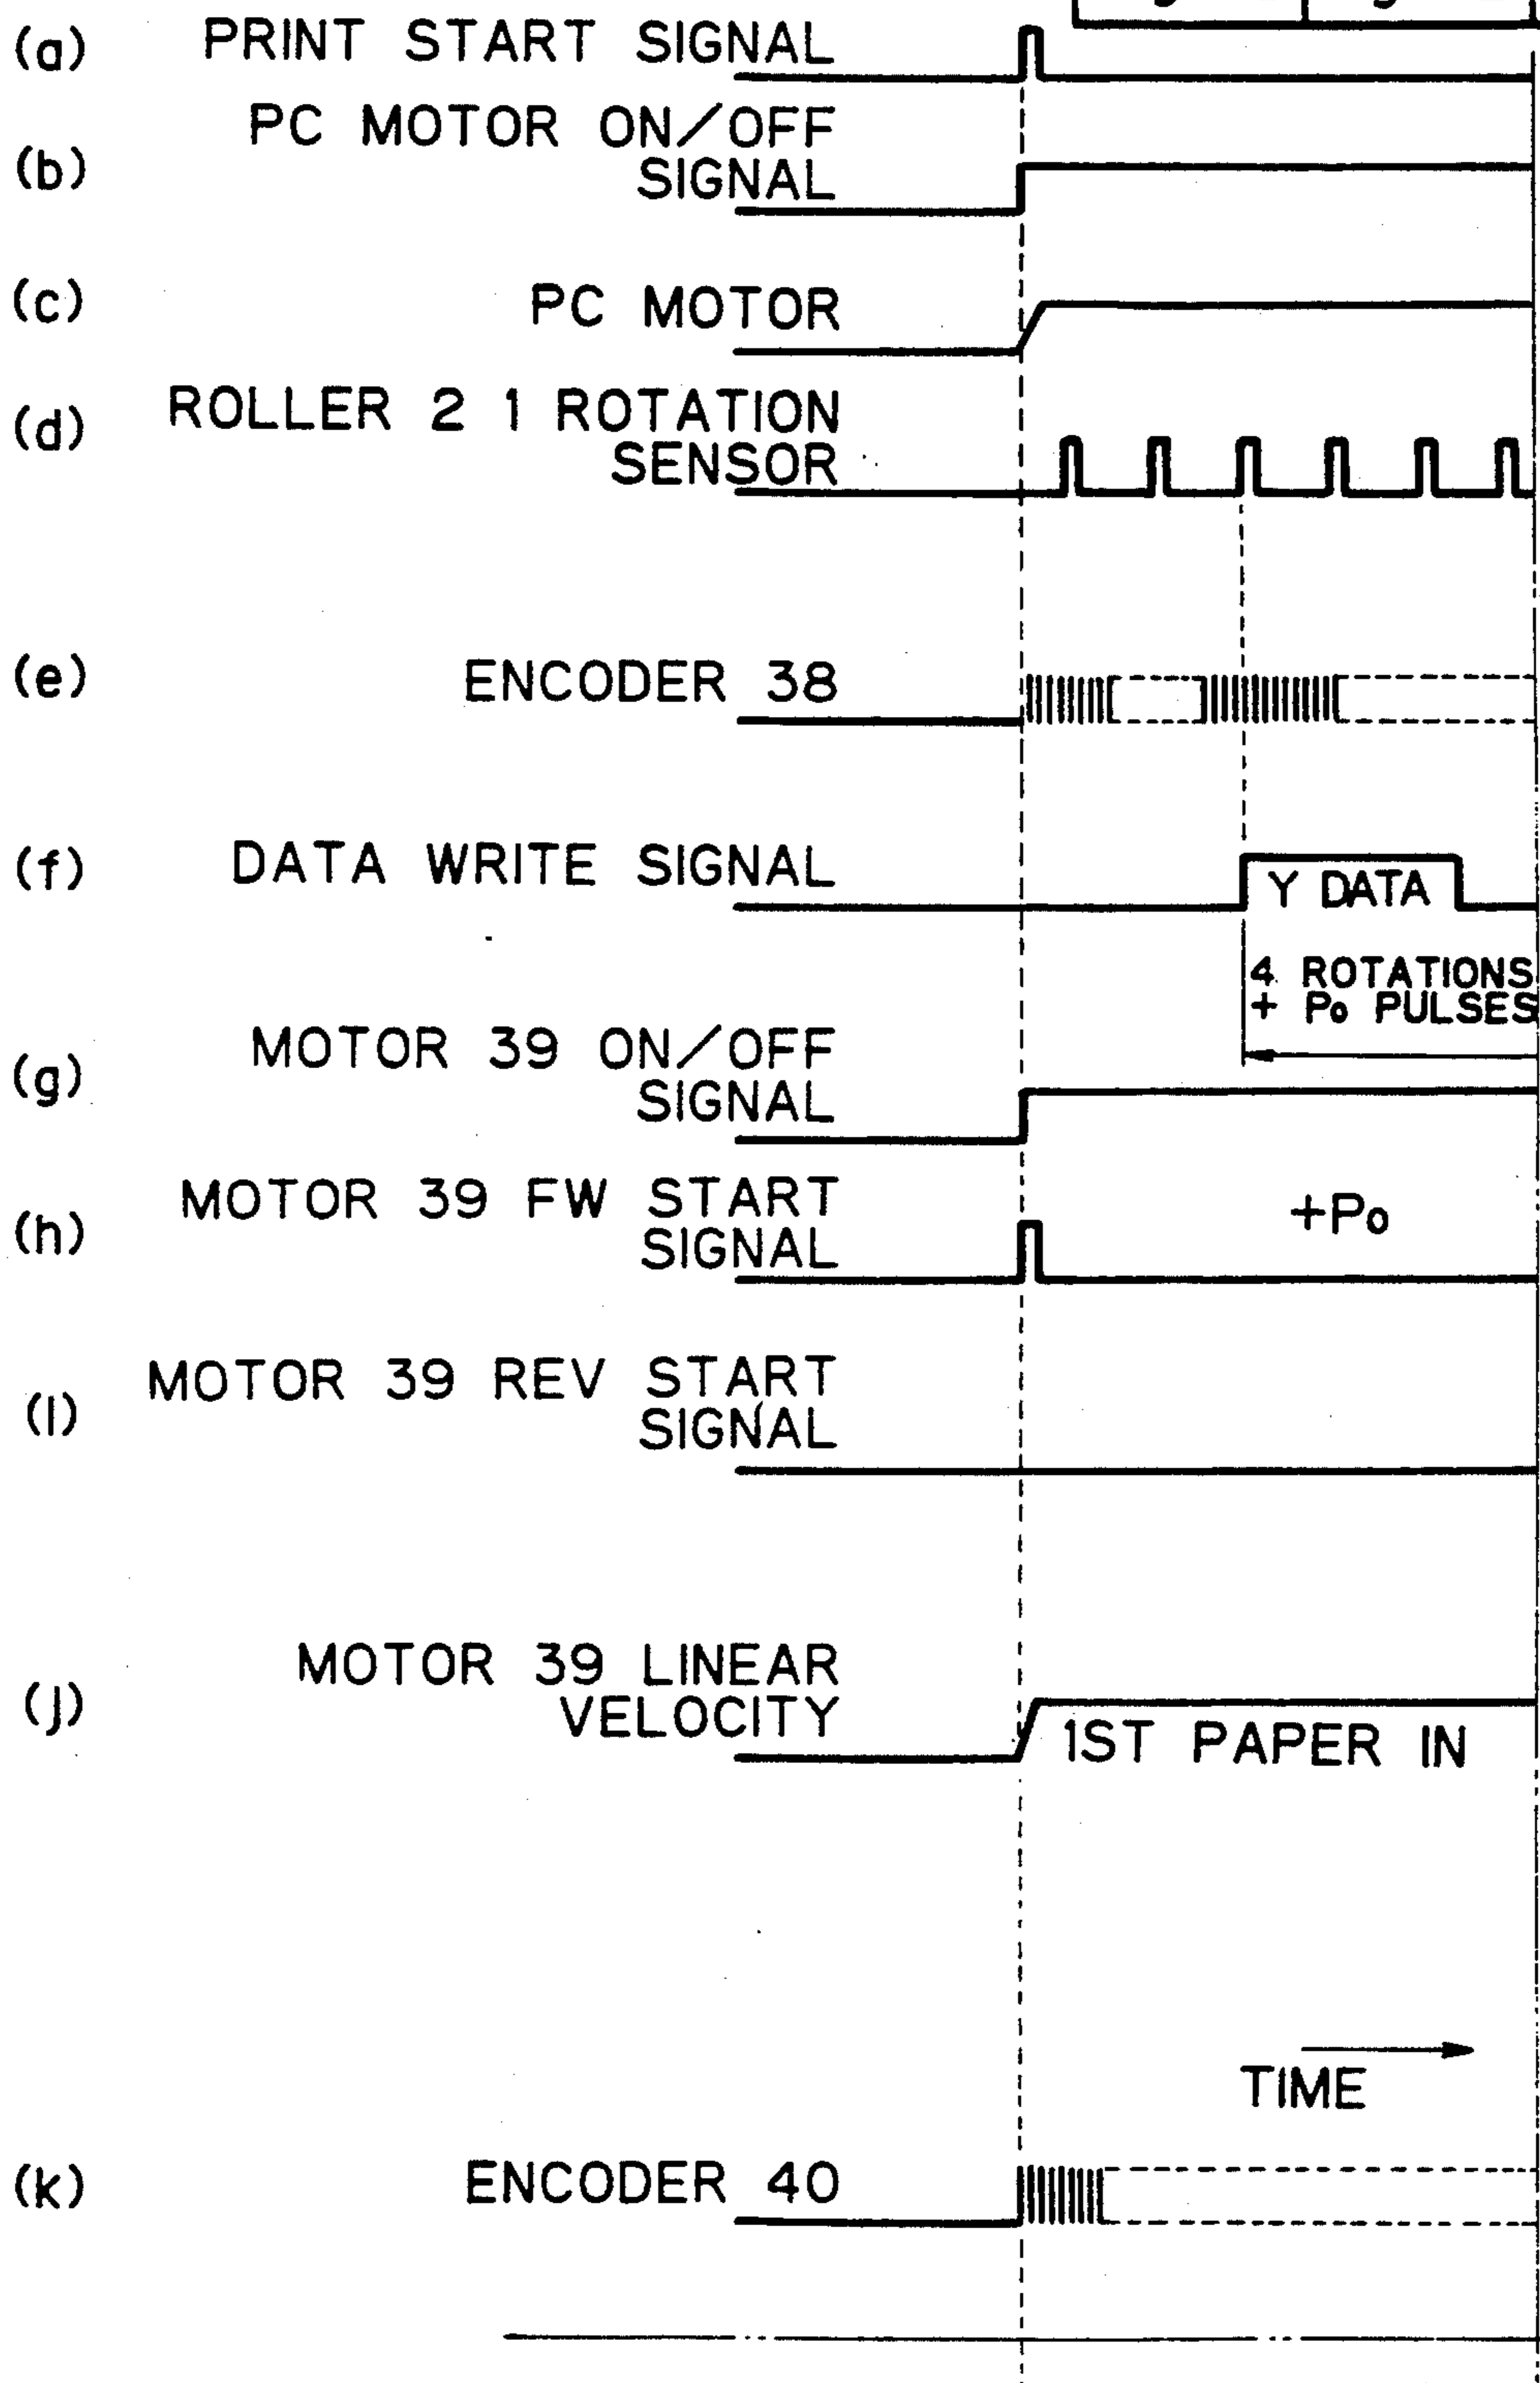 (a) PRINT START SIGNAL
PC MOTOR ON/OFF
(b) SIGNAL
(c) PC MOTOR
ROLLER 2 1 ROTATION
(d) SENSOR
(e) ENCODER 38
(f) DATA WRITE SIGNAL
Y DATA
4 ROTATIONS
+ Po PULSES
MOTOR 39 ON/OFF
(g) SIGNAL
MOTOR 39 FW START
(h) SIGNAL
+Po
MOTOR 39 REV START
(I) SIGNAL
MOTOR 39 LINEAR
(j) VELOCITY
1ST PAPER IN
TIME
(k) ENCODER 40